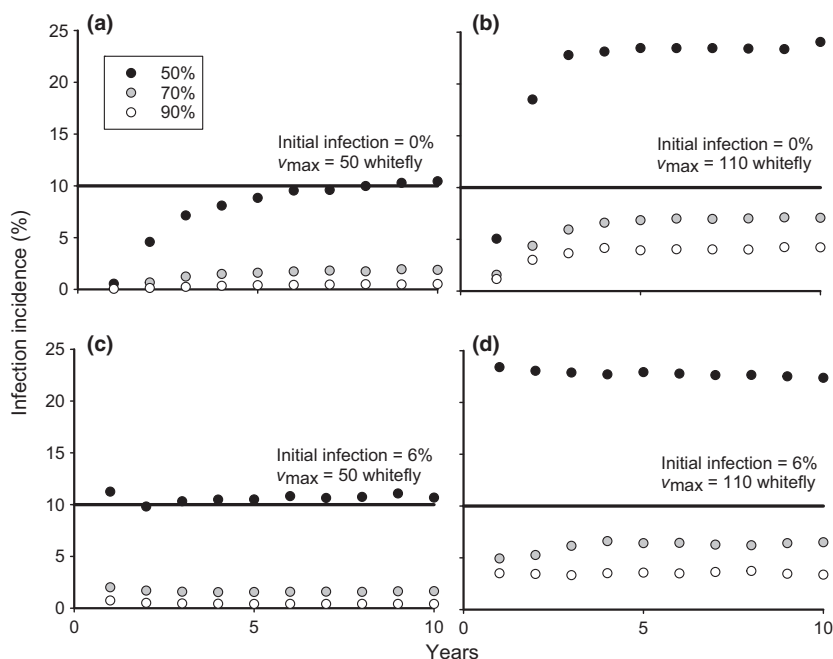 (a)
(b)
25
20
15
10
5
0
50%
70%
90%
Initial infection = 0%
vmax = 50 whitefly
Initial infection = 0%
vmax = 110 whitefly
Infection incidence (%)
(c)
(d)
25
20
15
10
5
0
Initial infection = 6%
vmax = 50 whitefly
Initial infection = 6%
vmax = 110 whitefly
0 5 10 5 10
Years